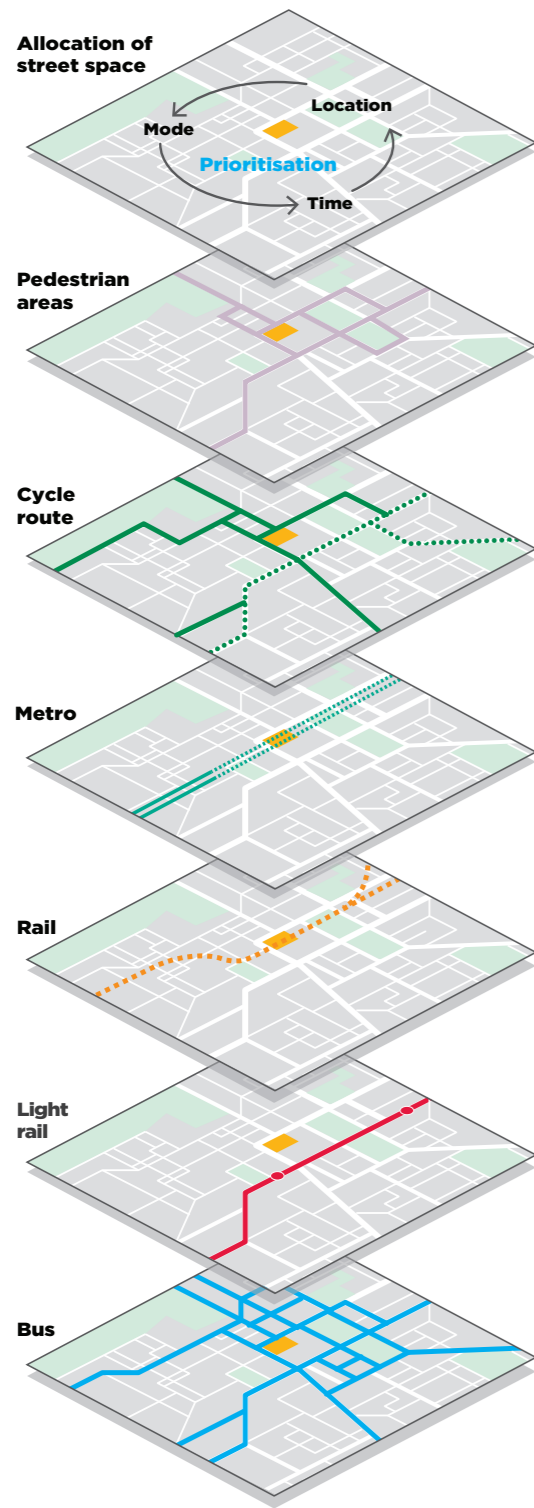 Allocation of
street space
Location
Mode
Prioritisation
Time
Pedestrian
areas
Cycle
route
Metro
Rail
Light
rail
Bus